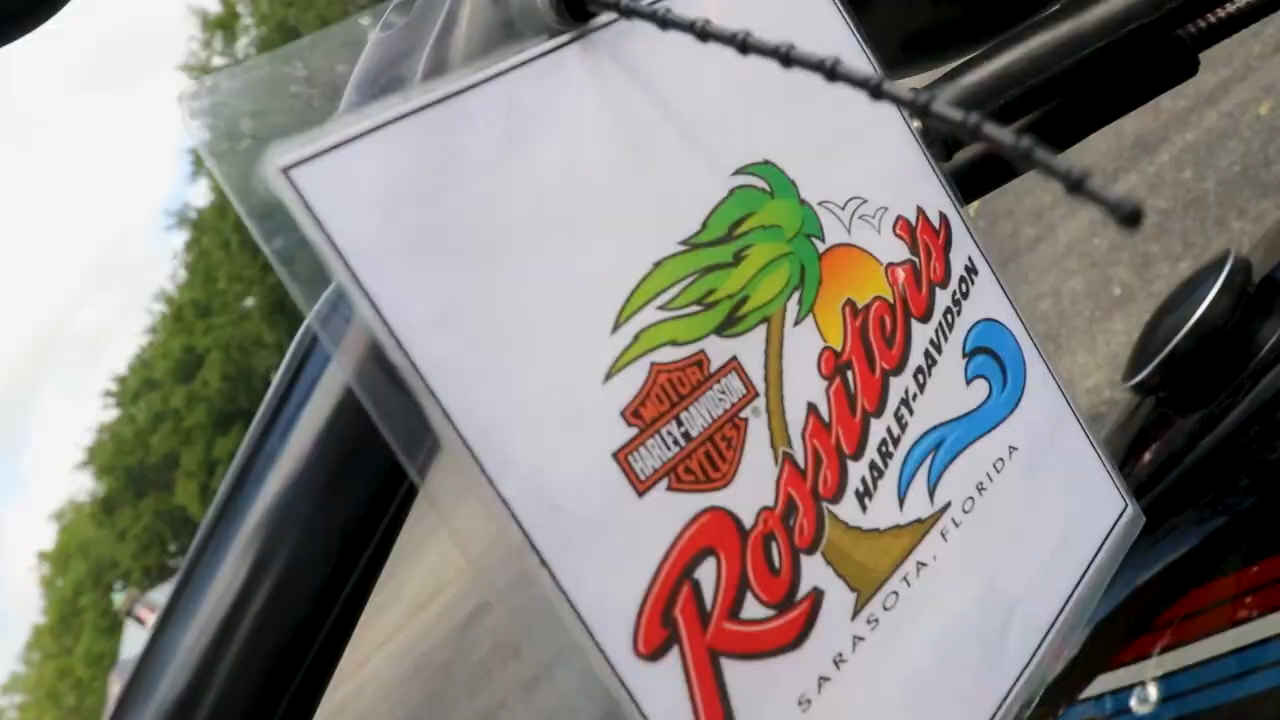 MOTOR
HARLEY-DAVIDSON
CYCLES
®
Rossiter's
HARLEY-DAVIDSON
SARASOTA, FLORIDA